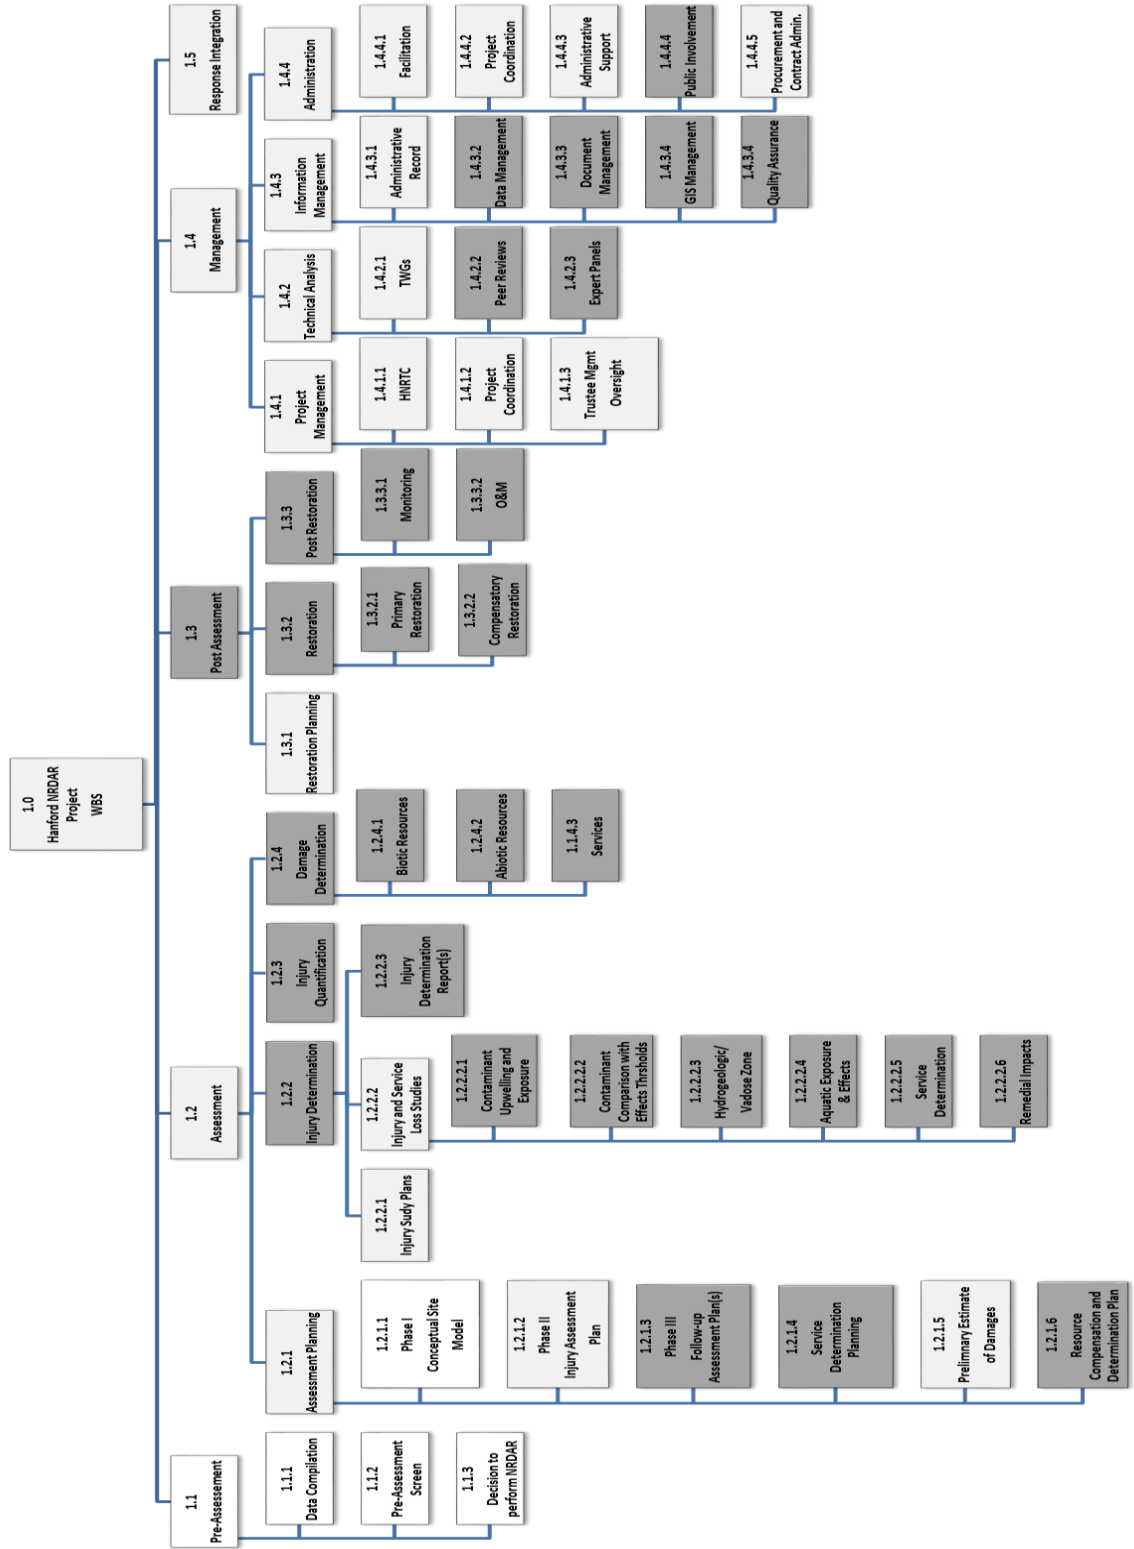 1.0
Hanford NRDAR
Project
WBS
1.1
Pre-Assessement
1.1.1
Data Compilation
1.1.2
Pre-Assessment
Screen
1.1.3
Decision to
perform NRDAR
1.2
Assessment
1.2.1
Assessment Planning
1.2.1.1
Phase I
Conceptual Site
Model
1.2.1.2
Phase II
Injury Assessment
Plan
1.2.1.3
Phase III
Follow-up
Assessment Plan(s)
1.2.1.4
Service
Determination
Planning
1.2.1.5
Prelimnary Estimate
of Damages
1.2.1.6
Resource
Compensation and
Determination Plan
1.2.2
Injury Determination
1.2.2.1
Injury Sudy Plans
1.2.2.2
Injury and Service
Loss Studies
1.2.2.2.1
Contaminant
Upwelling and
Exposure
1.2.2.2.2
Contaminant
Comparison with
Effects Thrsholds
1.2.2.2.3
Hydrogeologic/
Vadose Zone
1.2.2.2.4
Aquatic Exposure
& Effects
1.2.2.2.5
Service
Determination
1.2.2.2.6
Remedial Impacts
1.2.2.3
Injury
Determination
Report(s)
1.2.3
Injury
Quantification
1.2.4
Damage
Determination
1.2.4.1
Biotic Resources
1.2.4.2
Abiotic Resources
1.1.4.3
Services
1.3
Post Assessment
1.3.1
Restoration Planning
1.3.2
Restoration
1.3.2.1
Primary
Restoration
1.3.2.2
Compensatory
Restoration
1.3.3
Post Restoration
1.3.3.1
Monitoring
1.3.3.2
O&M
1.4
Management
1.4.1
Project
Management
1.4.1.1
HNRTC
1.4.1.2
Project
Coordination
1.4.1.3
Trustee Mgmt
Oversight
1.4.2
Technical Analysis
1.4.2.1
TWGs
1.4.2.2
Peer Reviews
1.4.2.3
Expert Panels
1.4.3
Information
Management
1.4.3.1
Administrative
Record
1.4.3.2
Data Management
1.4.3.3
Document
Management
1.4.3.4
GIS Management
1.4.3.4
Quality Assurance
1.4.4
Administration
1.4.4.1
Facilitation
1.4.4.2
Project
Coordination
1.4.4.3
Administrative
Support
1.4.4.4
Public Involvement
1.4.4.5
Procurement and
Contract Admin.
1.5
Response Integration